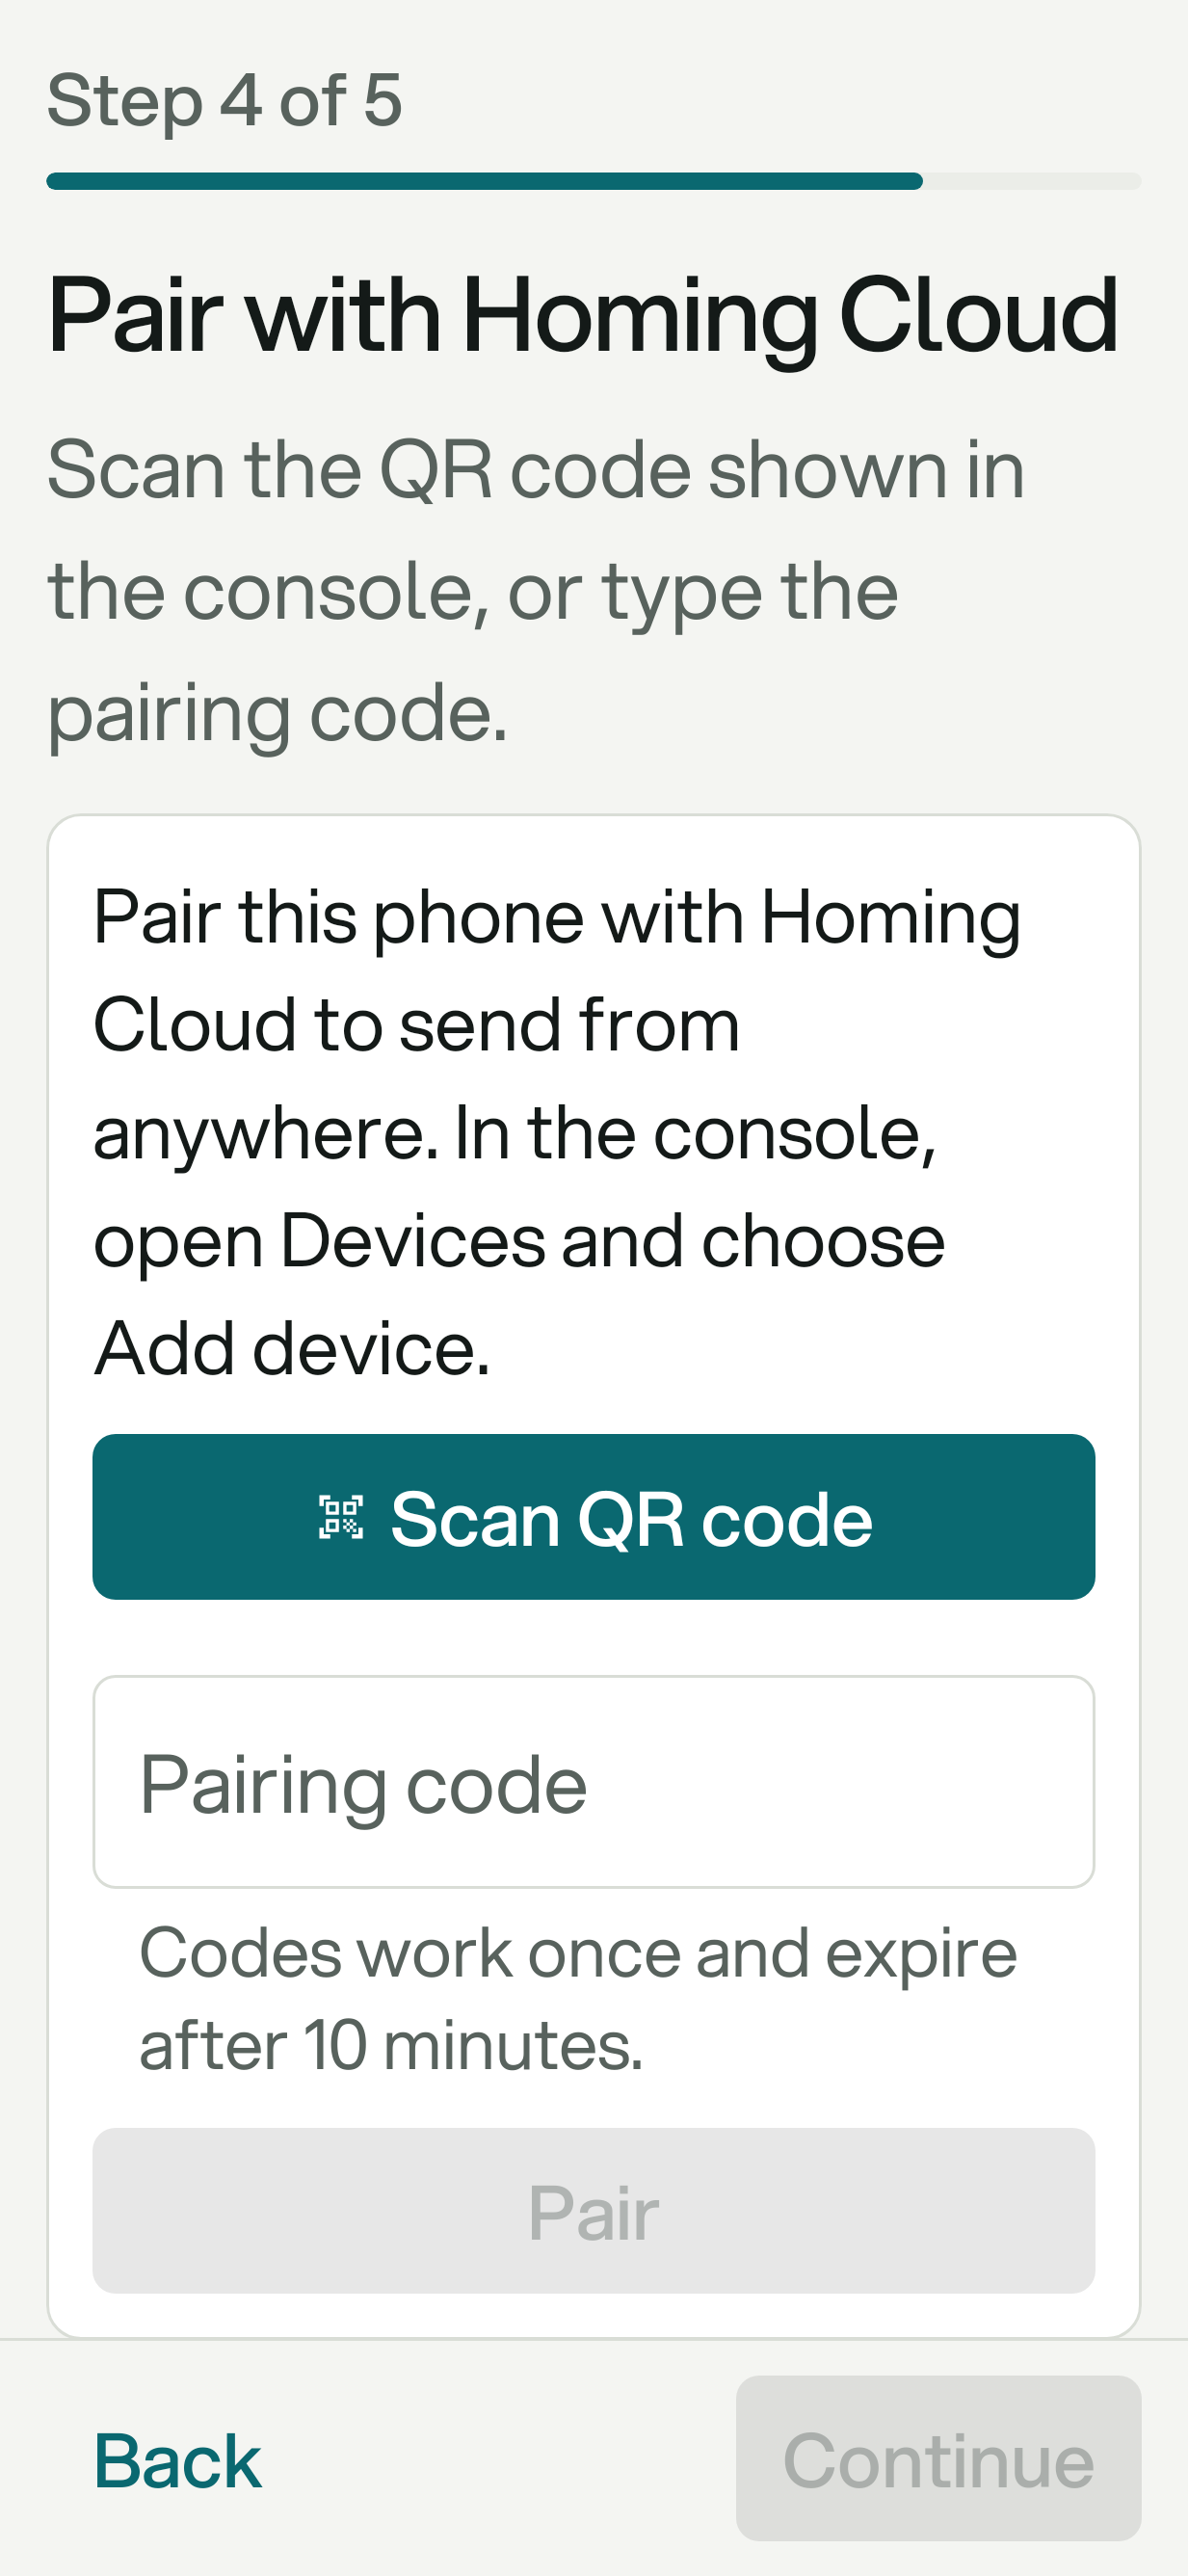 Step 4 of 5
Pair with Homing Cloud
Scan the QR code shown in
the console, or type the
pairing code.
Pair this phone with Homing
Cloud to send from
anywhere. In the console,
open Devices and choose
Add device.
Scan QR code
Pairing code
Codes work once and expire
after 10 minutes.
Pair
Back
Continue